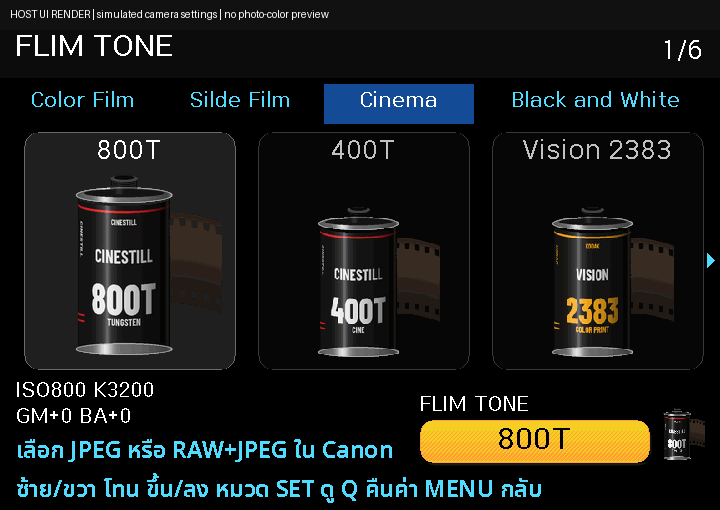 HOST UI RENDER | simulated camera settings | no photo-color preview
FLIM TONE
1/6
Color Film
Silde Film
Cinema
Black and White
800T
400T
Vision 2383
CINESTILL
CINESTILL
800T
TUNGSTEN
CINESTILL
400T
CINE
KODAK
VISION
2383
COLOR PRINT
ISO800 K3200
GM+0 BA+0
FLIM TONE
800T
800T
เลือก JPEG หรือ RAW+JPEG ใน Canon
ซ้าย/ขวา โทน ขึ้น/ลง หมวด SET ดู Q คืนค่า MENU กลับ